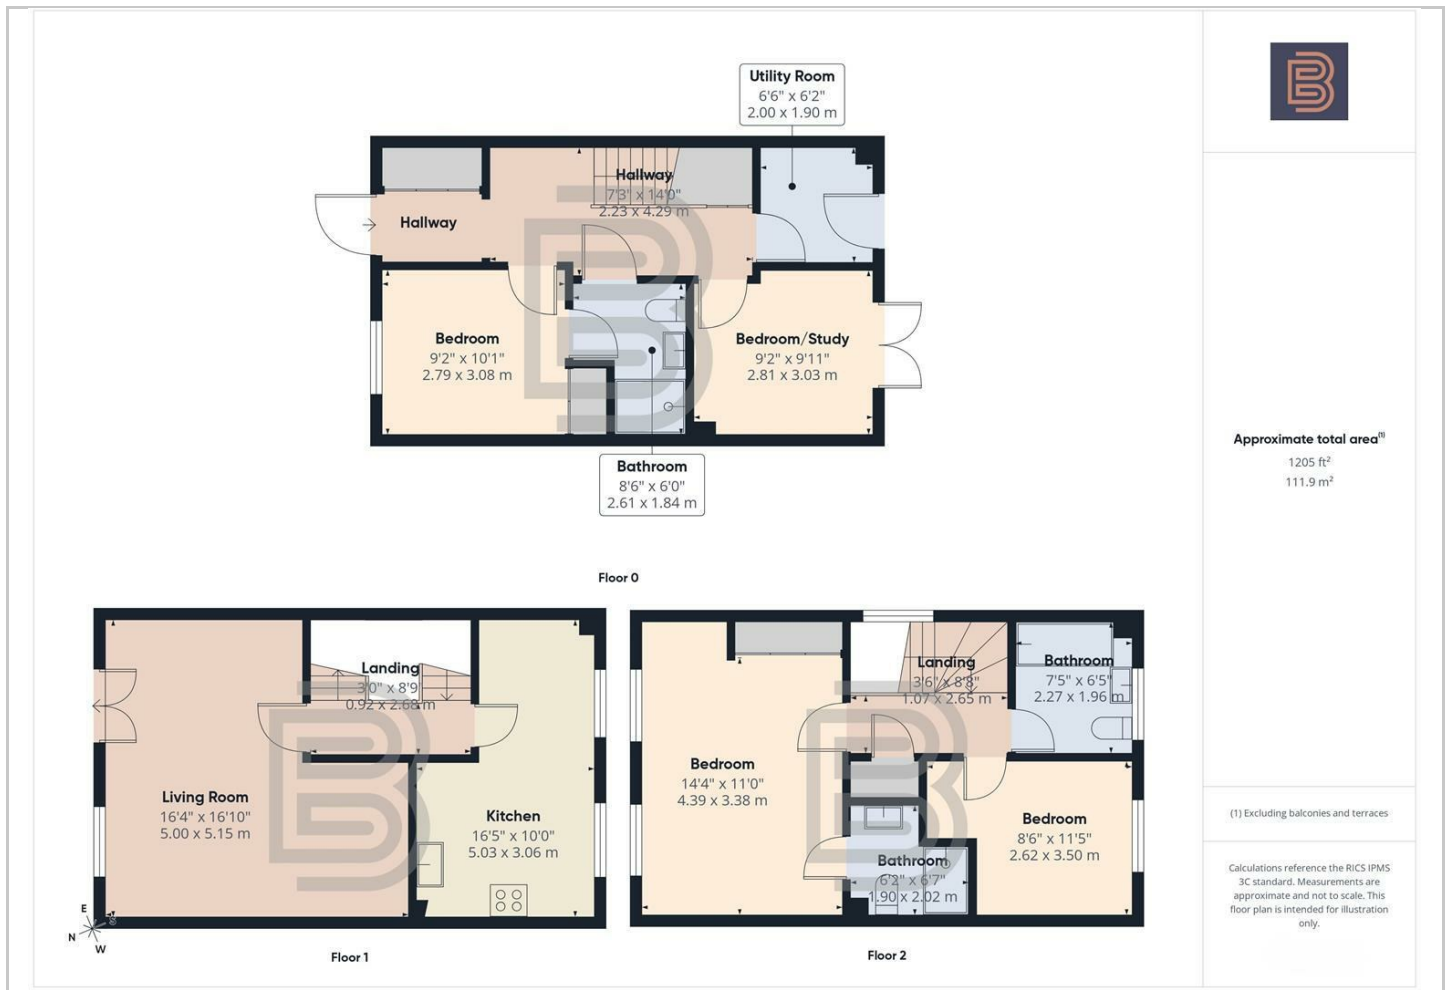 Utility Room
6'6" x 6'2"
2.00 x 1.90 m
Hallway
7'3" x 14'0"
2.23 x 4.29 m
Hallway
Bedroom
9'2" x 10'1"
2.79 x 3.08 m
Bedroom/Study
9'2" x 9'11"
2.81 x 3.03 m
Bathroom
8'6" x 6'0"
2.61 x 1.84 m
Floor 0
Landing
3'0" x 8'9
0.92 x 2.68 m
Living Room
16'4" x 16'10"
5.00 x 5.15 m
Kitchen
16'5" x 10'0"
5.03 x 3.06 m
E
S
N
W
Floor 1
Landing
3'6" x 8'8"
1.07 x 2.65 m
Bathroom
7'5" x 6'5"
2.27 x 1.96 m
Bedroom
14'4" x 11'0"
4.39 x 3.38 m
Bedroom
8'6" x 11'5"
2.62 x 3.50 m
Bathroom
6'2" x 6'7"
1.90 x 2.02 m
Floor 2
B
Approximate total area(1)
1205 ft²
111.9 m²
(1) Excluding balconies and terraces
Calculations reference the RICS IPMS
3C standard. Measurements are
approximate and not to scale. This
floor plan is intended for illustration
only.